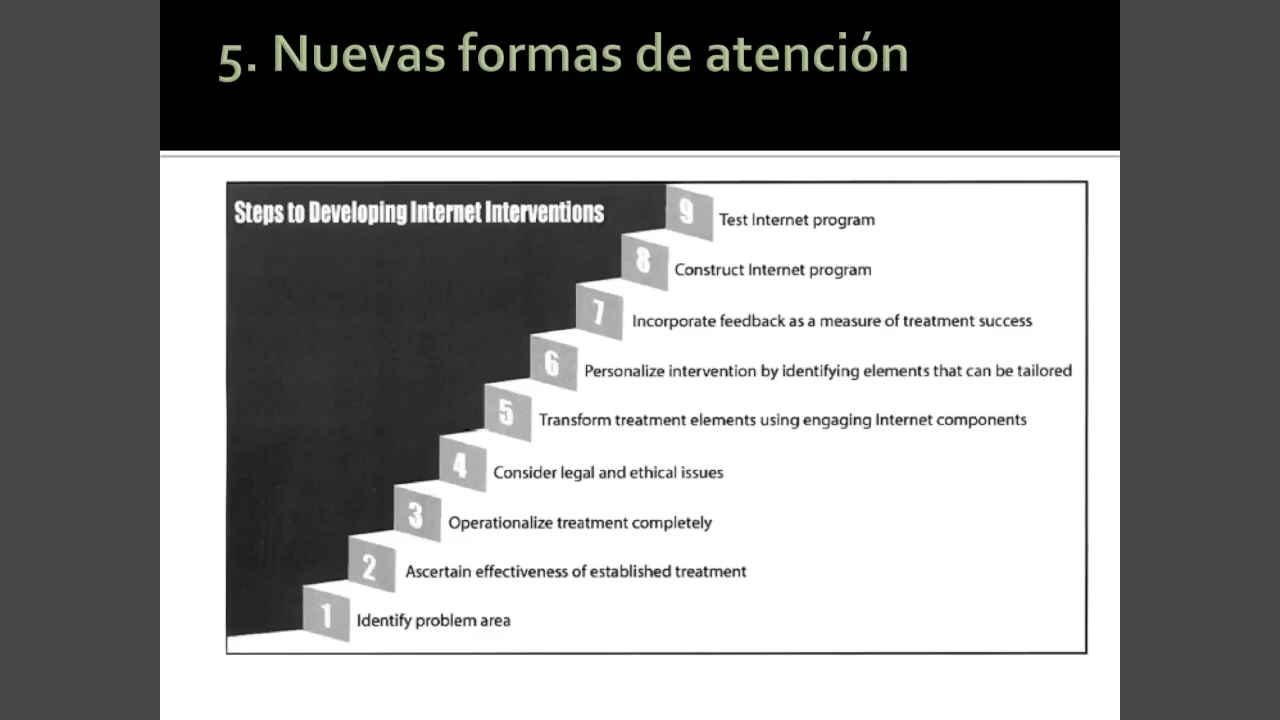 5. Nuevas formas de atención
Steps to Developing Internet Interventions
9 Test Internet program
8 Construct Internet program
7 Incorporate feedback as a measure of treatment success
6 Personalize intervention by identifying elements that can be tailored
5 Transform treatment elements using engaging Internet components
4 Consider legal and ethical issues
3 Operationalize treatment completely
2 Ascertain effectiveness of established treatment
1 Identify problem area